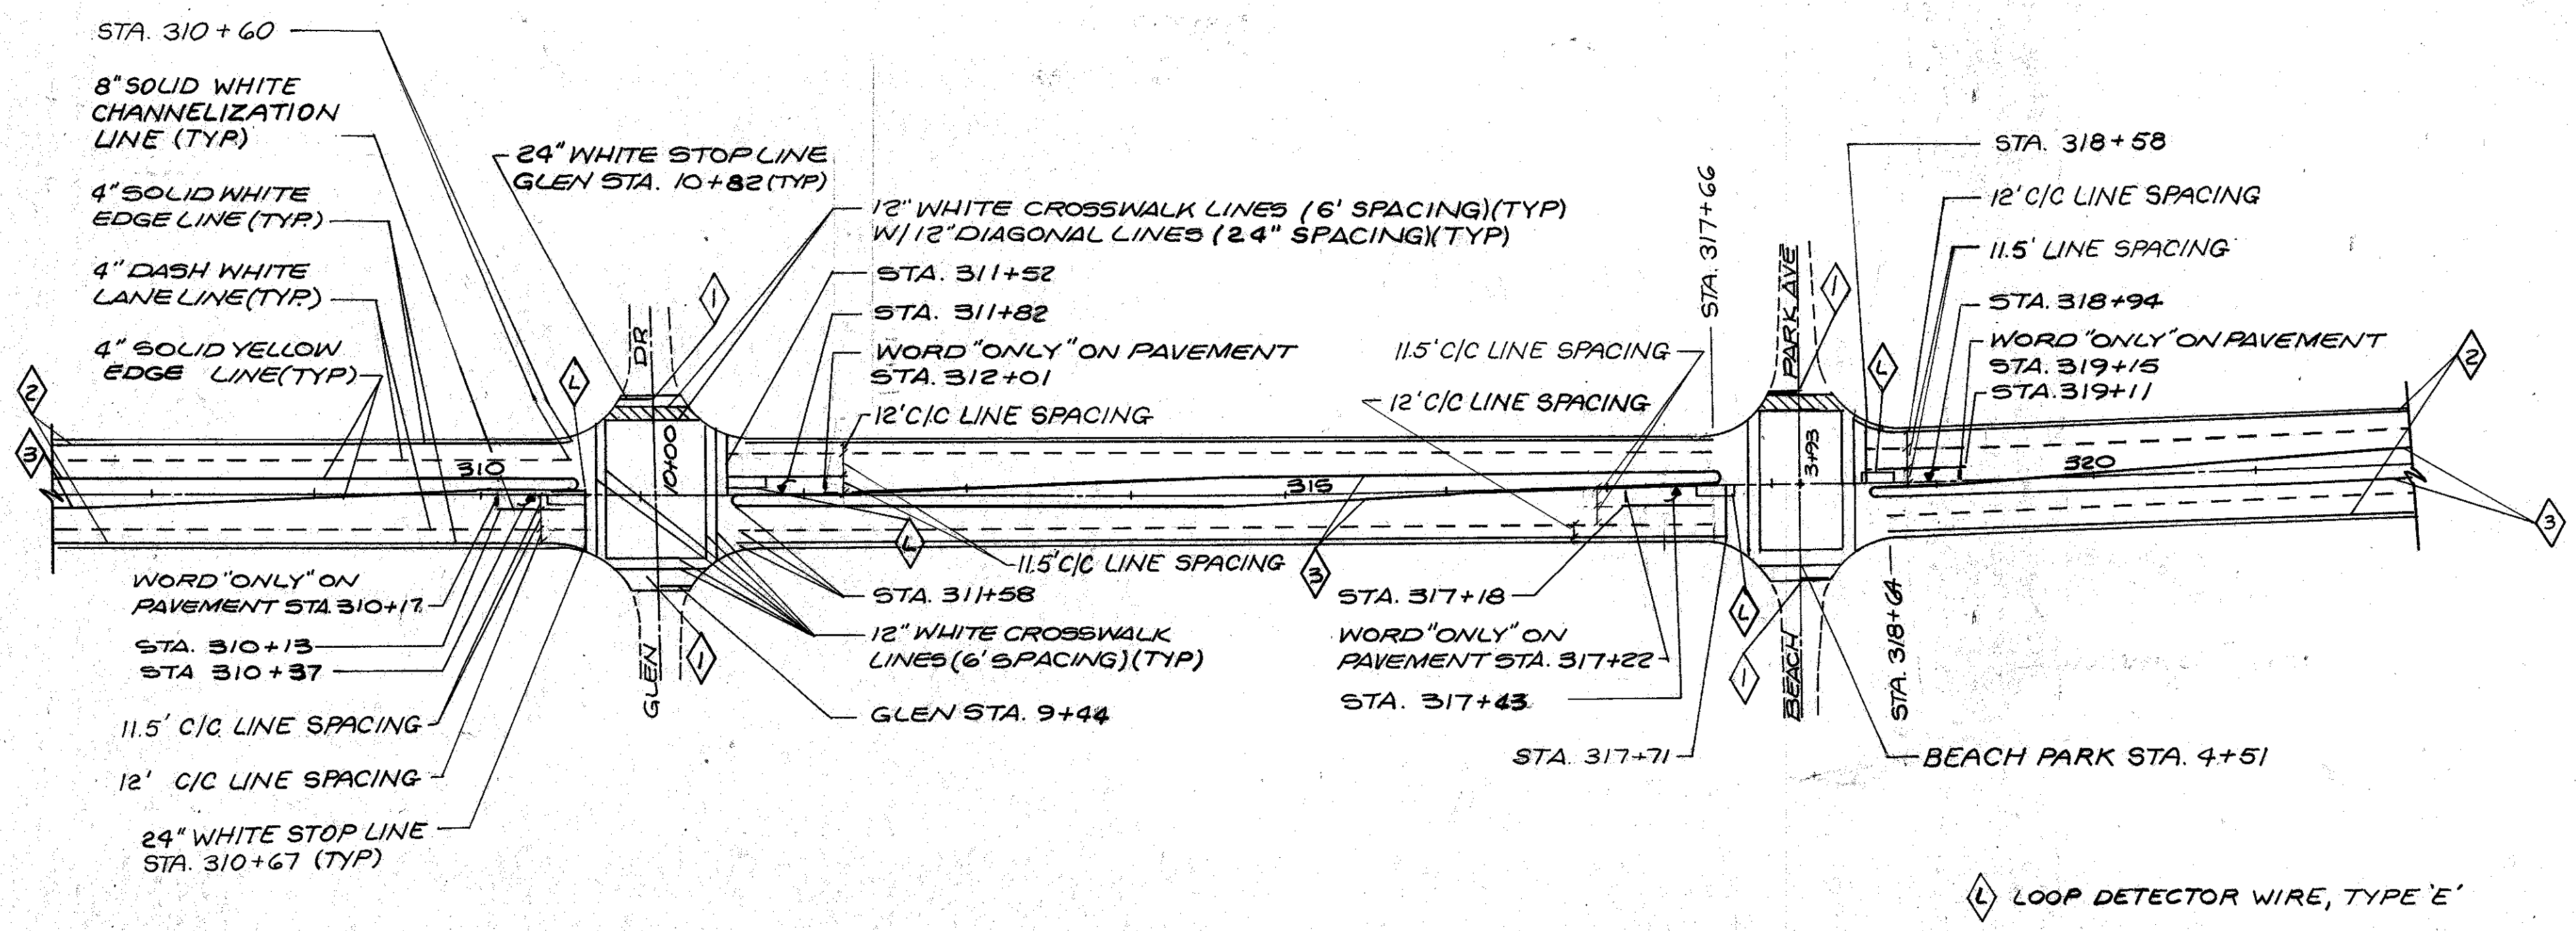 STA. 310+60
8" SOLID WHITE
CHANNELIZATION
LINE (TYP)
4" SOLID WHITE
EDGE LINE (TYP.)
4" DASH WHITE
LANE LINE (TYP.)
4" SOLID YELLOW
EDGE LINE (TYP)
2
3
24" WHITE STOP LINE
GLEN STA. 10+82 (TYP)
12" WHITE CROSSWALK LINES (6' SPACING)(TYP)
W/12" DIAGONAL LINES (24" SPACING)(TYP)
STA. 311+52
STA. 311+82
WORD "ONLY" ON PAVEMENT
STA. 312+01
12' C/C LINE SPACING
L
DR
1
10+00
310
315
320
11.5' C/C LINE SPACING
12' C/C LINE SPACING
STA. 317+66
PARK AVE
1
3+93
L
STA. 318+58
12' C/C LINE SPACING
11.5' LINE SPACING
STA. 318+94
WORD "ONLY" ON PAVEMENT
STA. 319+15
STA. 319+11
2
3
WORD "ONLY" ON
PAVEMENT STA. 310+17
STA. 310+13
STA 310+37
11.5' C/C LINE SPACING
12' C/C LINE SPACING
24" WHITE STOP LINE
STA. 310+67 (TYP)
GLEN
1
L
11.5' C/C LINE SPACING
STA. 311+58
12" WHITE CROSSWALK
LINES (6' SPACING)(TYP)
GLEN STA. 9+44
3
STA. 317+18
WORD "ONLY" ON
PAVEMENT STA. 317+22
STA. 317+43
STA. 317+71
L
1
BEACH
STA. 318+64
BEACH PARK STA. 4+51
L LOOP DETECTOR WIRE, TYPE 'E'